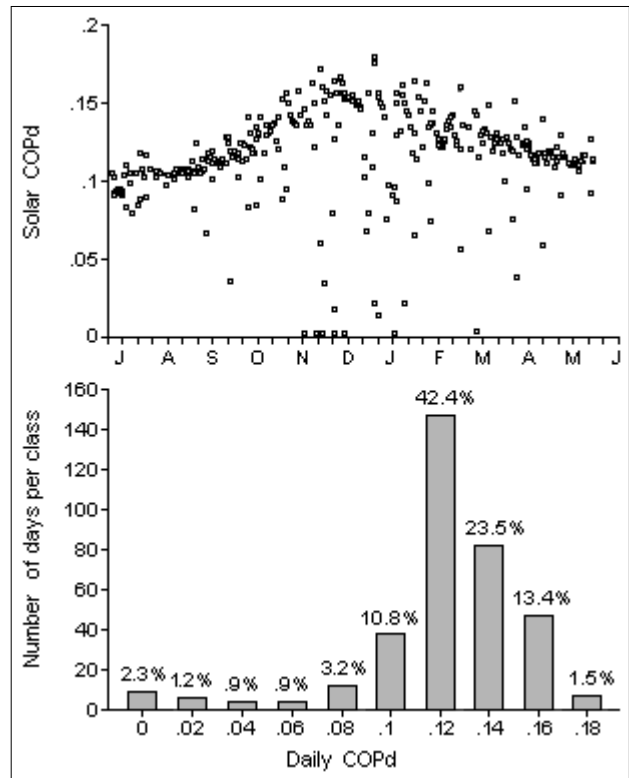 .2
.15
.1
.05
0
Solar COPd
J A S O N D J F M A M J
160
140
120
100
80
60
40
20
0
Number of days per class
2.3% 1.2% .9% .9% 3.2% 10.8% 42.4% 23.5% 13.4% 1.5%
0 .02 .04 .06 .08 .1 .12 .14 .16 .18
Daily COPd